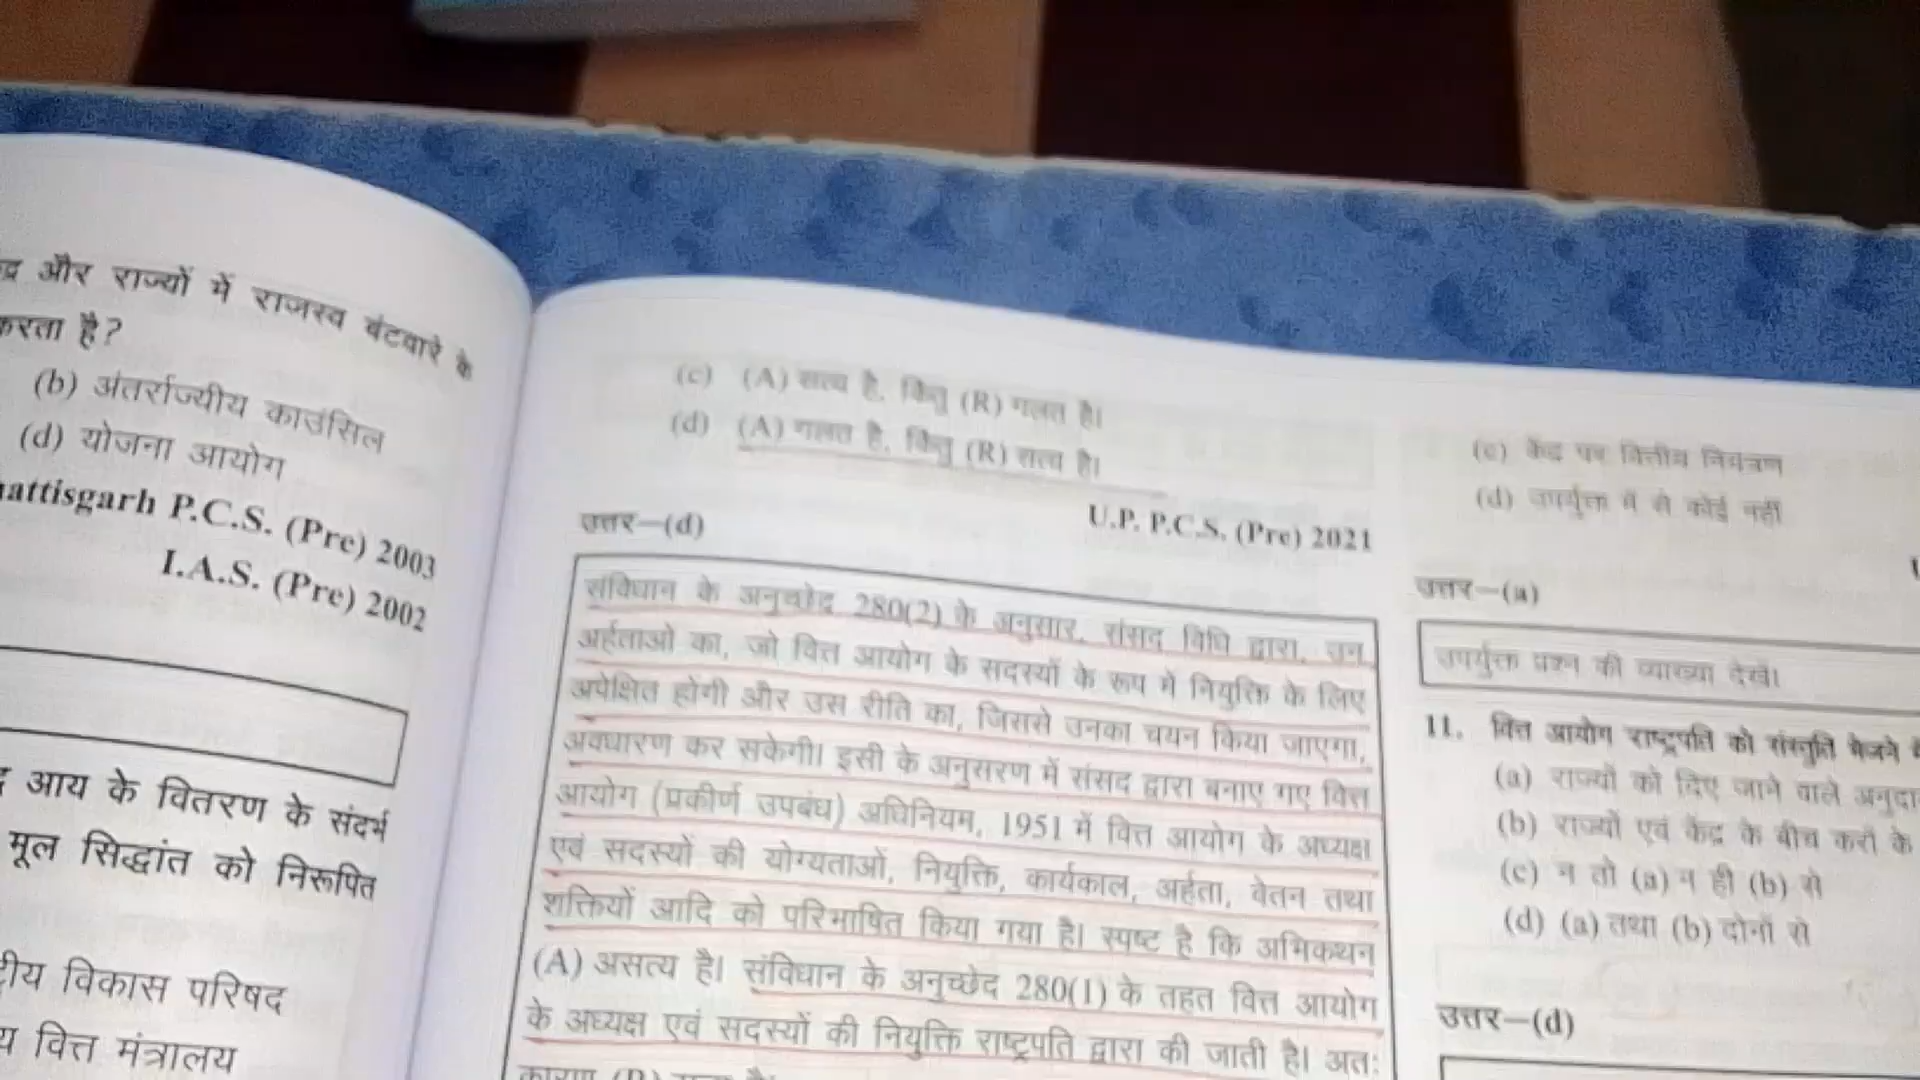 और राज्यों में राजस्व बंटवारे के
करता है?
(b) अंतर्राज्यीय काउंसिल
(d) योजना आयोग
attisgarh P.C.S. (Pre) 2003
I.A.S. (Pre) 2002
आय के वितरण के संदर्भ
मूल सिद्धांत को निरूपित
विकास परिषद
वित्त मंत्रालय
(c) (A) सत्य है, किंतु (R) गलत है।
(d) (A) गलत है, किंतु (R) सत्य है।
U.P. P.C.S. (Pre) 2021
उत्तर—(d)
संविधान के अनुच्छेद 280(2) के अनुसार, संसद विधि द्वारा, उन
अर्हताओं का, जो वित्त आयोग के सदस्यों के रूप में नियुक्ति के लिए
अपेक्षित होगी और उस रीति का, जिससे उनका चयन किया जाएगा,
अवधारण कर सकेगी। इसी के अनुसरण में संसद द्वारा बनाए गए वित्त
आयोग (प्रकीर्ण उपबंध) अधिनियम, 1951 में वित्त आयोग के अध्यक्ष
एवं सदस्यों की योग्यताओं, नियुक्ति, कार्यकाल, अर्हता, वेतन तथा
शक्तियों आदि को परिभाषित किया गया है। स्पष्ट है कि अभिकथन
(A) असत्य है। संविधान के अनुच्छेद 280(1) के तहत वित्त आयोग
के अध्यक्ष एवं सदस्यों की नियुक्ति राष्ट्रपति द्वारा की जाती है। अतः
(c) केंद्र पर वित्तीय नियंत्रण
(d) उपर्युक्त में से कोई नहीं
उत्तर—(a)
उपर्युक्त प्रश्न की व्याख्या देखें।
11. वित्त आयोग राष्ट्रपति को संस्तुति भेजने
(a) राज्यों को दिए जाने वाले
(b) राज्यों एवं केंद्र के बीच करों के
(c) न तो (a) न ही (b) से
(d) (a) तथा (b) दोनों से
उत्तर—(d)